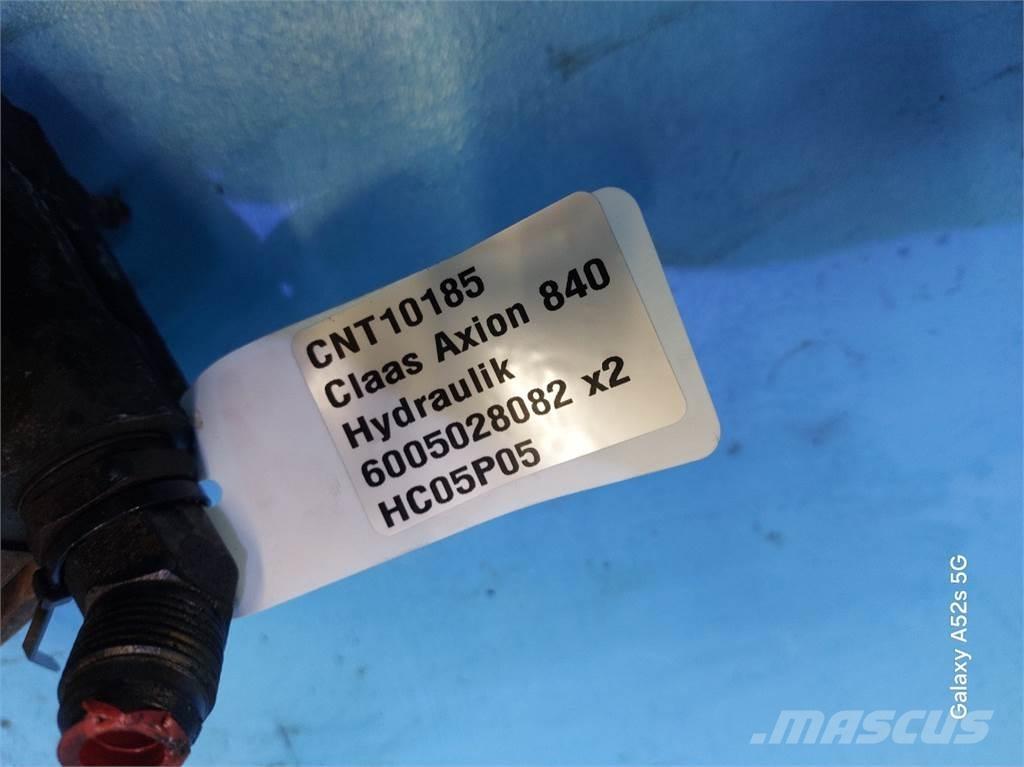 CNT10185
Claas Axion 840
Hydraulik
6005028082 x2
HC05P05
Galaxy A52s 5G
MASCUS